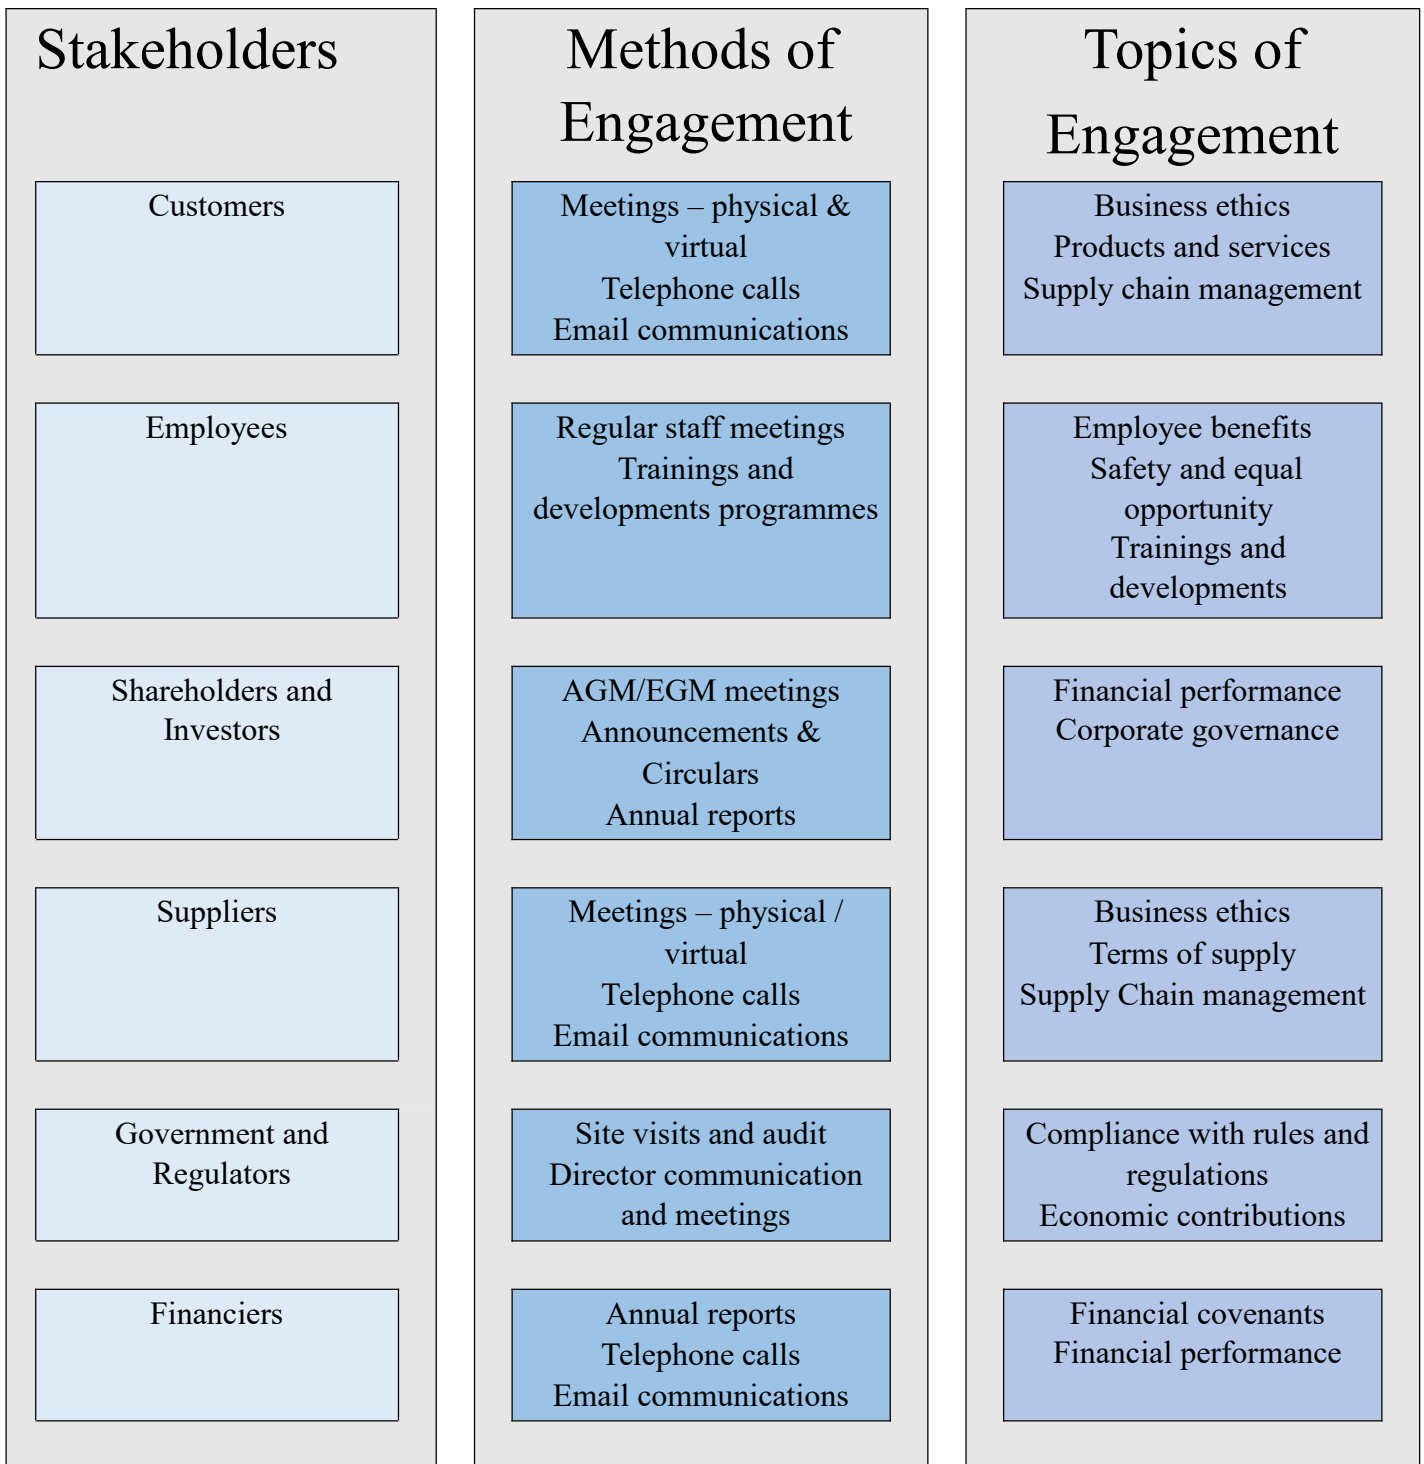 Stakeholders
Methods of
Engagement
Topics of
Engagement
Customers
Meetings – physical &
virtual
Telephone calls
Email communications
Business ethics
Products and services
Supply chain management
Employees
Regular staff meetings
Trainings and
developments programmes
Employee benefits
Safety and equal
opportunity
Trainings and
developments
Shareholders and
Investors
AGM/EGM meetings
Announcements &
Circulars
Annual reports
Financial performance
Corporate governance
Suppliers
Meetings – physical /
virtual
Telephone calls
Email communications
Business ethics
Terms of supply
Supply Chain management
Government and
Regulators
Site visits and audit
Director communication
and meetings
Compliance with rules and
regulations
Economic contributions
Financiers
Annual reports
Telephone calls
Email communications
Financial covenants
Financial performance